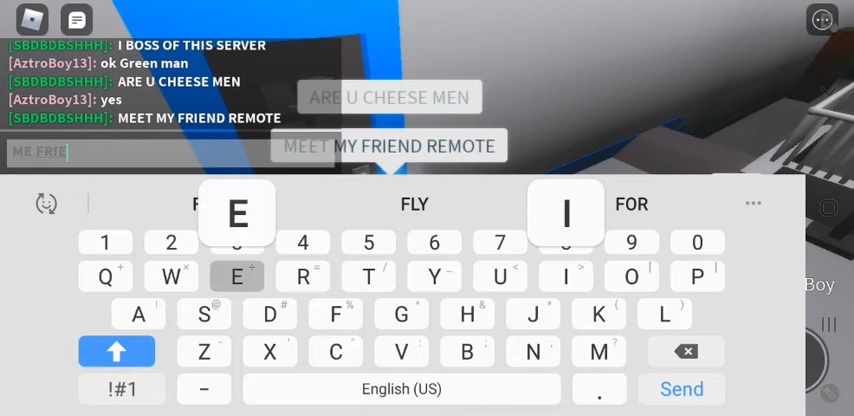 [SBDBDBSHHH]: I BOSS OF THIS SERVER
[AztroBoy13]: ok Green man
[SBDBDBSHHH]: ARE U CHEESE MEN
[AztroBoy13]: yes
[SBDBDBSHHH]: MEET MY FRIEND REMOTE
ARE U CHEESE MEN
MEET MY FRIEND REMOTE
ME FRIE
FLY FOR
E I
1 2 4 5 6 7 9 0
Q + W × E ÷ R = T / Y _ U < I > O [ P ]
A ! S @ D # F % G ^ H & J * K ( L )
Z - X ' C " V : B ; N , M ?
!#1 - English (US) . Send
Boy